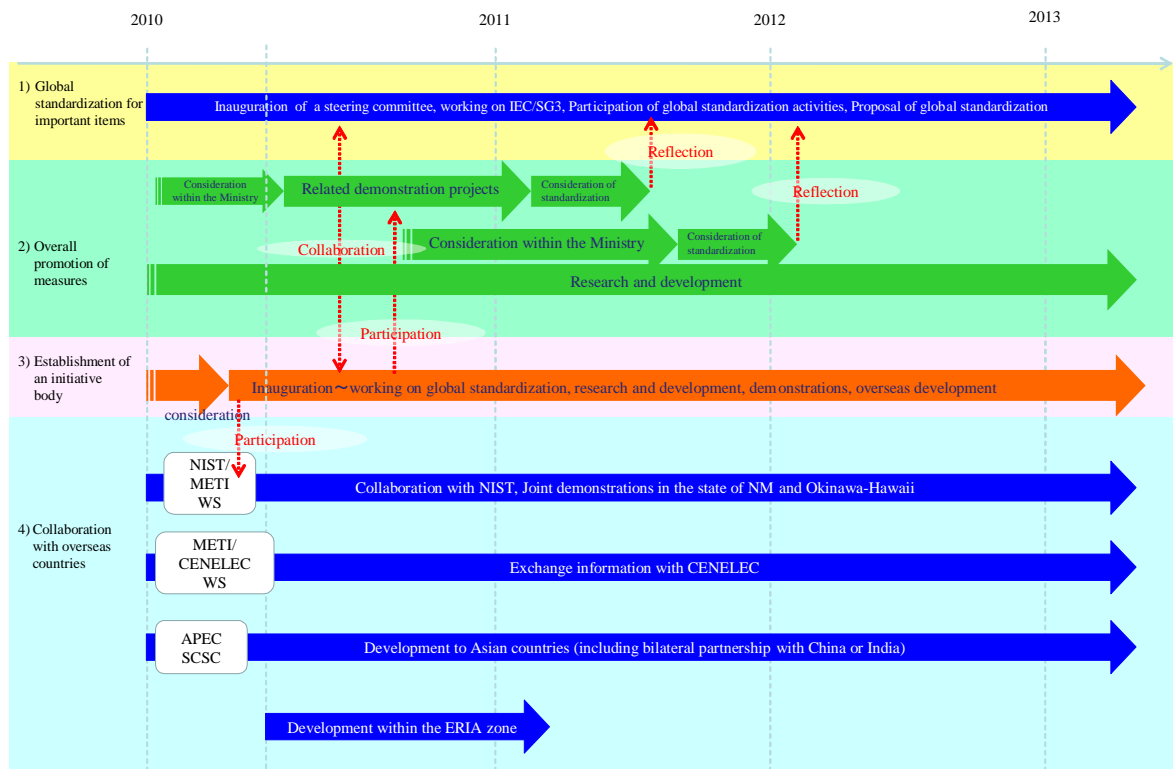 2010
2011
2012
2013
1) Global
standardization for
important items
Inauguration of a steering committee, working on IEC/SG3, Participation of global standardization activities, Proposal of global standardization
Reflection
Reflection
2) Overall
promotion of
measures
Consideration
within the Ministry
Related demonstration projects
Consideration of
standardization
Collaboration
Consideration within the Ministry
Consideration of
standardization
Research and development
Participation
3) Establishment of
an initiative
body
Inauguration～working on global standardization, research and development, demonstrations, overseas development
consideration
Participation
4) Collaboration
with overseas
countries
NIST/
METI
WS
Collaboration with NIST, Joint demonstrations in the state of NM and Okinawa-Hawaii
METI/
CENELEC
WS
Exchange information with CENELEC
APEC
SCSC
Development to Asian countries (including bilateral partnership with China or India)
Development within the ERIA zone